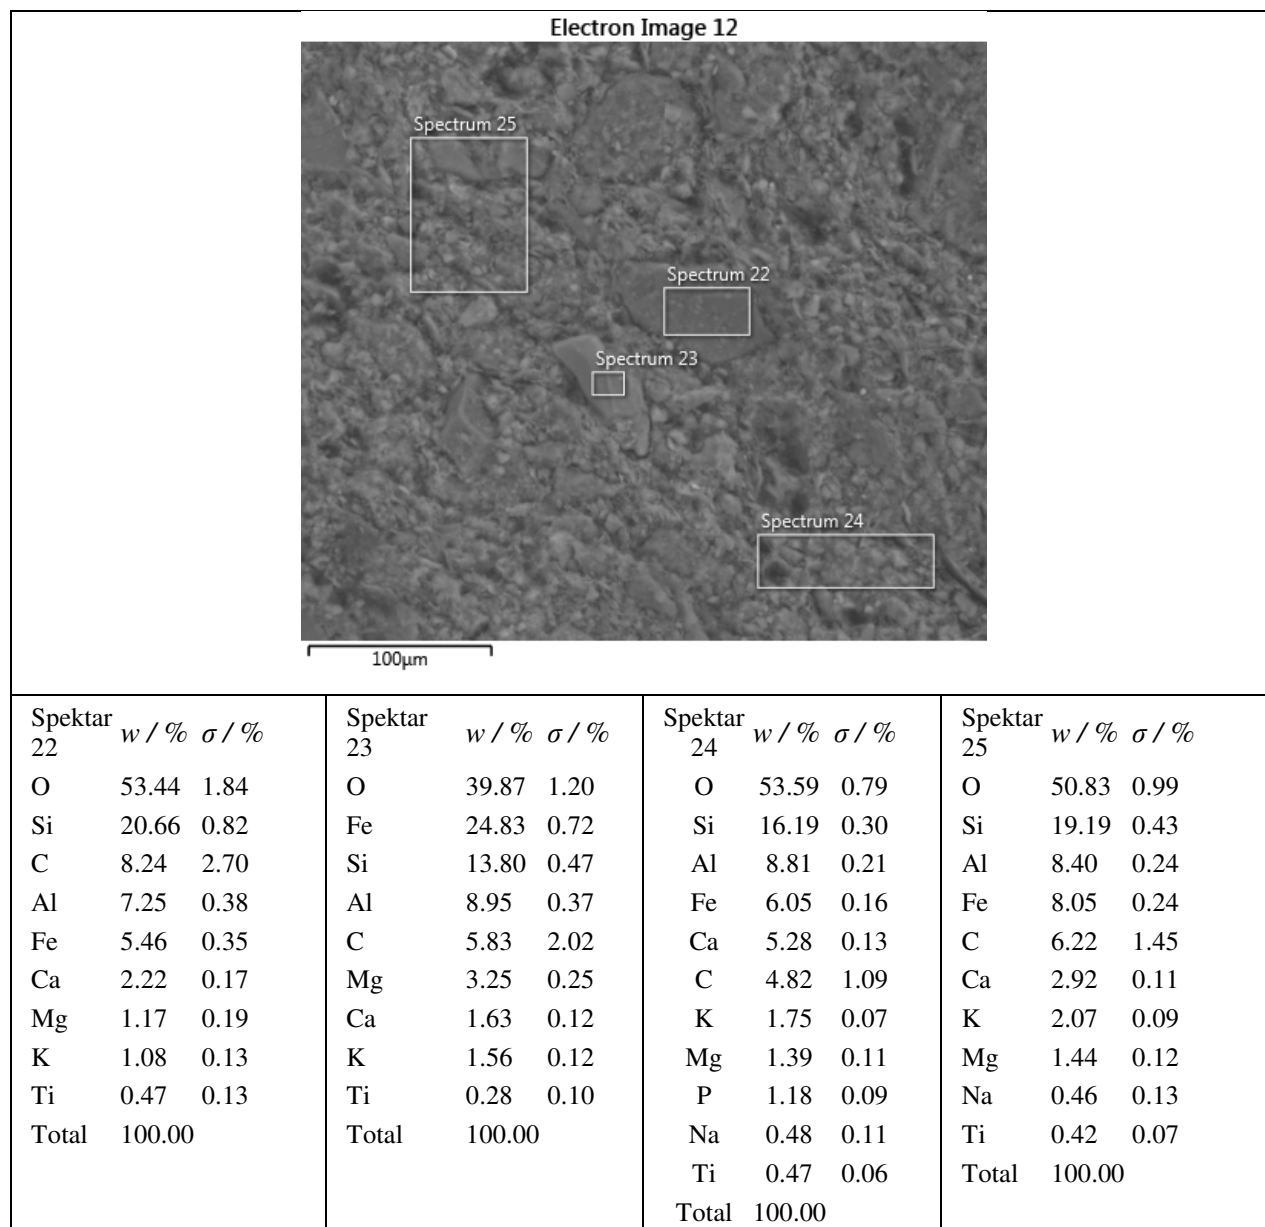 Electron Image 12
Spectrum 25
Spectrum 22
Spectrum 23
Spectrum 24
100µm
Spektar 22 w / % σ / %
O 53.44 1.84
Si 20.66 0.82
C 8.24 2.70
Al 7.25 0.38
Fe 5.46 0.35
Ca 2.22 0.17
Mg 1.17 0.19
K 1.08 0.13
Ti 0.47 0.13
Total 100.00
Spektar 23 w / % σ / %
O 39.87 1.20
Fe 24.83 0.72
Si 13.80 0.47
Al 8.95 0.37
C 5.83 2.02
Mg 3.25 0.25
Ca 1.63 0.12
K 1.56 0.12
Ti 0.28 0.10
Total 100.00
Spektar 24 w / % σ / %
O 53.59 0.79
Si 16.19 0.30
Al 8.81 0.21
Fe 6.05 0.16
Ca 5.28 0.13
C 4.82 1.09
K 1.75 0.07
Mg 1.39 0.11
P 1.18 0.09
Na 0.48 0.11
Ti 0.47 0.06
Total 100.00
Spektar 25 w / % σ / %
O 50.83 0.99
Si 19.19 0.43
Al 8.40 0.24
Fe 8.05 0.24
C 6.22 1.45
Ca 2.92 0.11
K 2.07 0.09
Mg 1.44 0.12
Na 0.46 0.13
Ti 0.42 0.07
Total 100.00